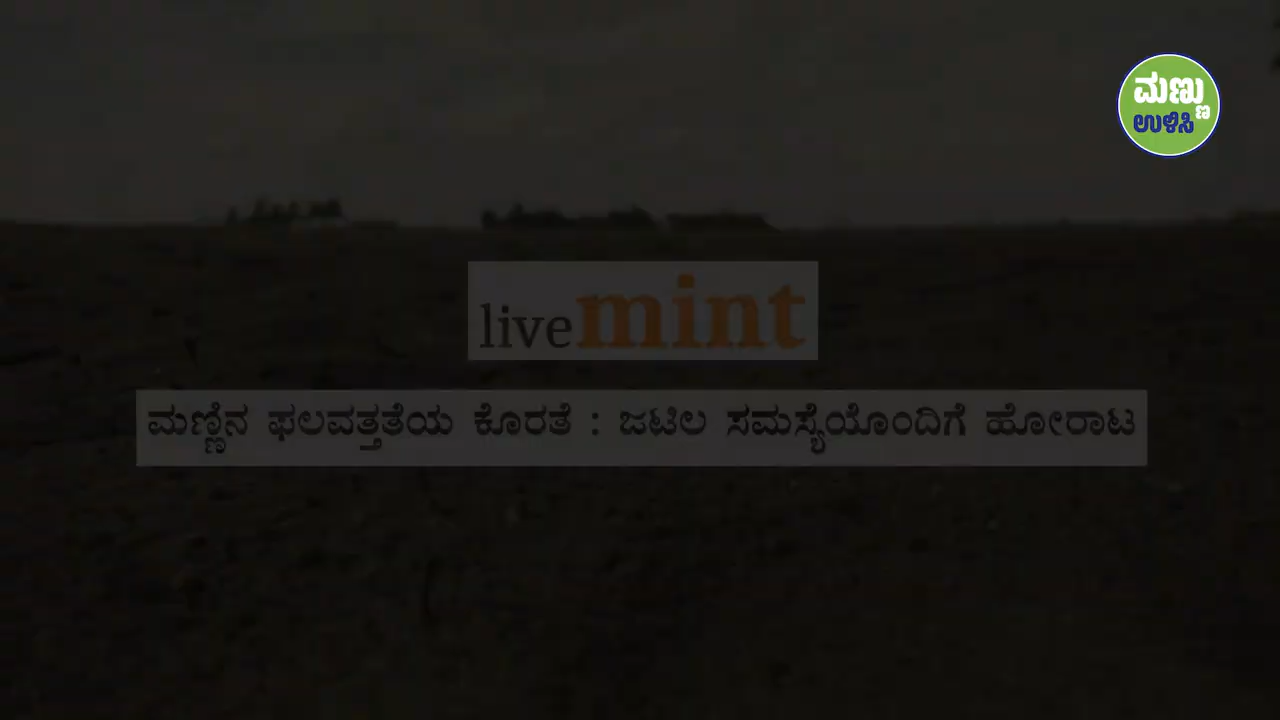 ಮಣ್ಣು
ಉಳಿಸಿ
livemint
ಮಣ್ಣಿನ ಫಲವತ್ತತೆಯ ಕೊರತೆ : ಜಟಿಲ ಸಮಸ್ಯೆಯೊಂದಿಗೆ ಹೋರಾಟ